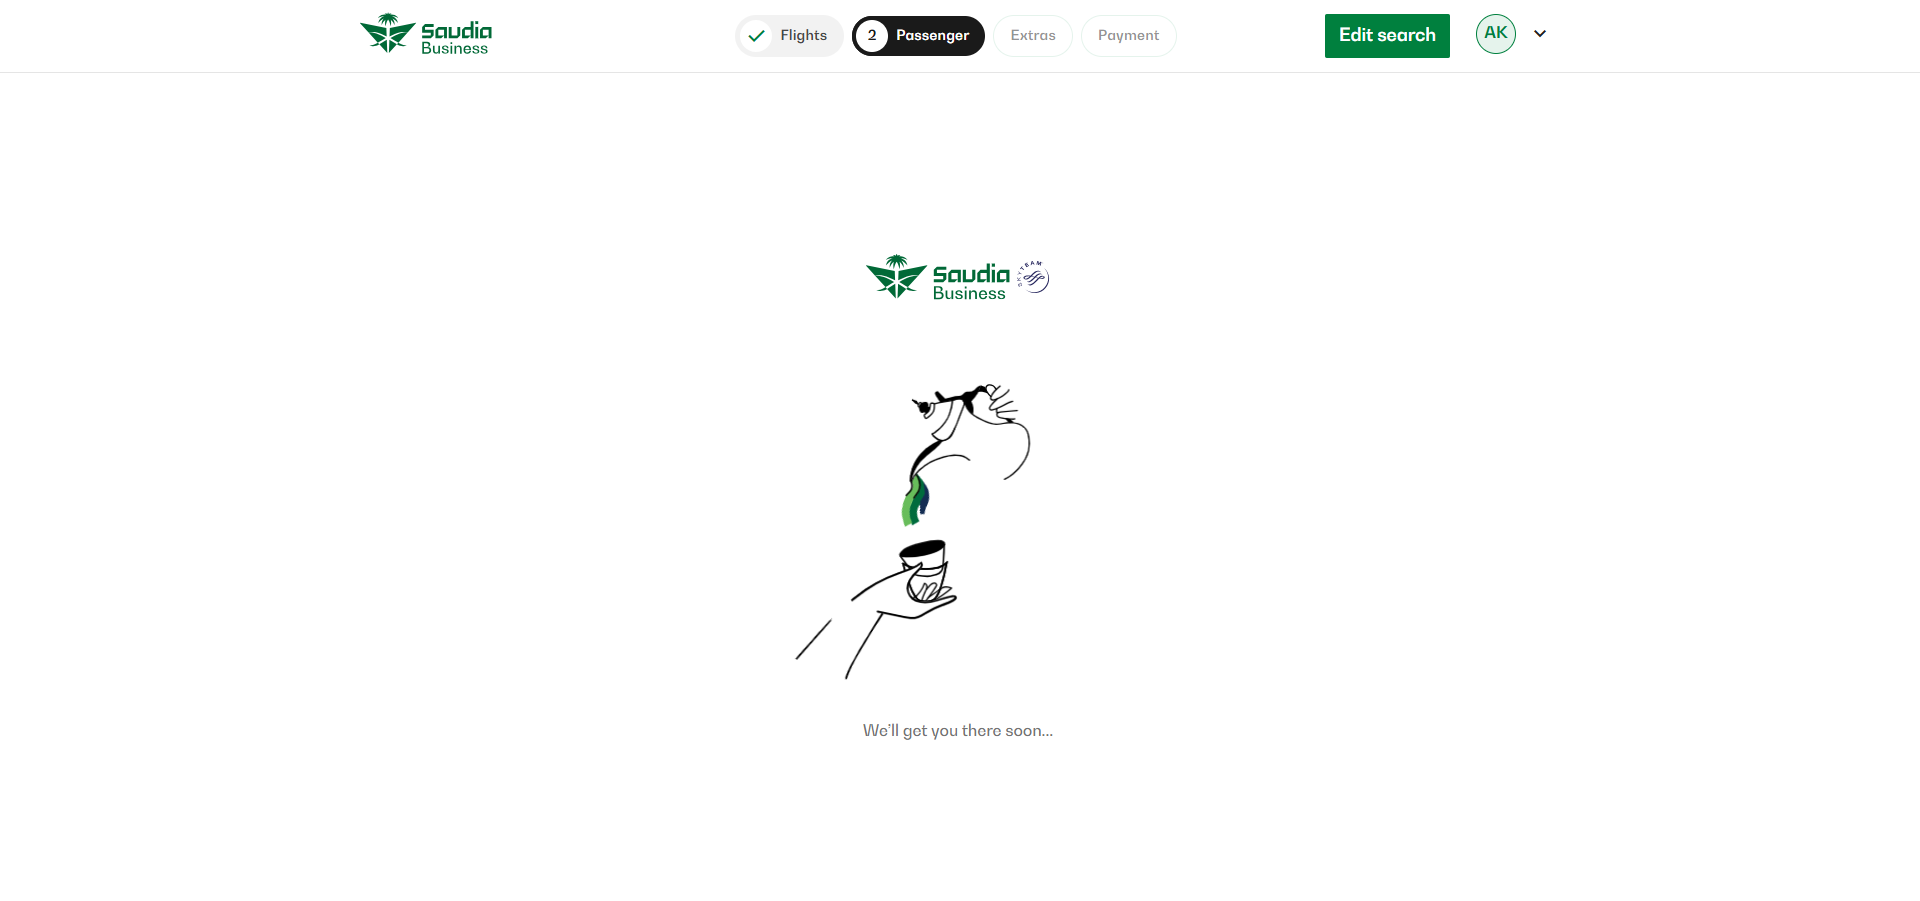 Saudia
Business
Flights
2 Passenger
Extras
Payment
Edit search
AK
Saudia
Business
SKYTEAM
We'll get you there soon...